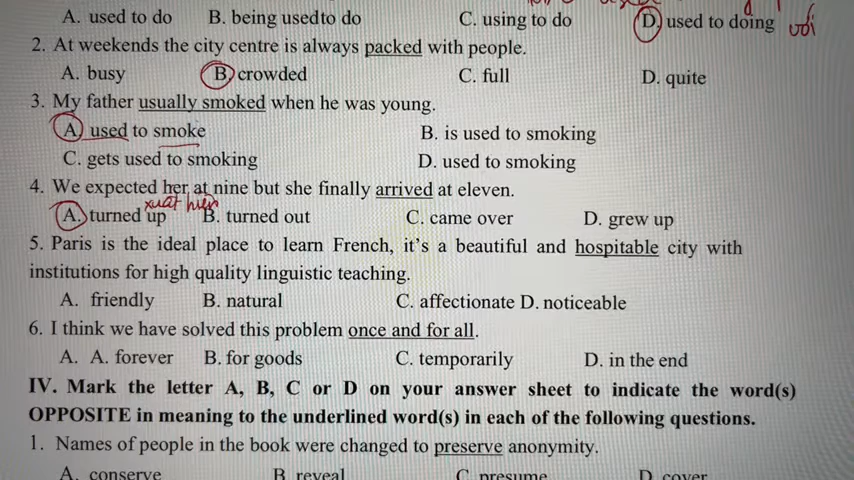 A. used to do B. being usedto do C. using to do D. used to doing với
2. At weekends the city centre is always packed with people.
A. busy B. crowded C. full D. quite
3. My father usually smoked when he was young.
A. used to smoke B. is used to smoking
C. gets used to smoking D. used to smoking
4. We expected her at nine but she finally arrived at eleven.
xuất hiện
A. turned up B. turned out C. came over D. grew up
5. Paris is the ideal place to learn French, it's a beautiful and hospitable city with
institutions for high quality linguistic teaching.
A. friendly B. natural C. affectionate D. noticeable
6. I think we have solved this problem once and for all.
A. A. forever B. for goods C. temporarily D. in the end
IV. Mark the letter A, B, C or D on your answer sheet to indicate the word(s)
OPPOSITE in meaning to the underlined word(s) in each of the following questions.
1. Names of people in the book were changed to preserve anonymity.
A. conserve B. reveal C. presume D. cover